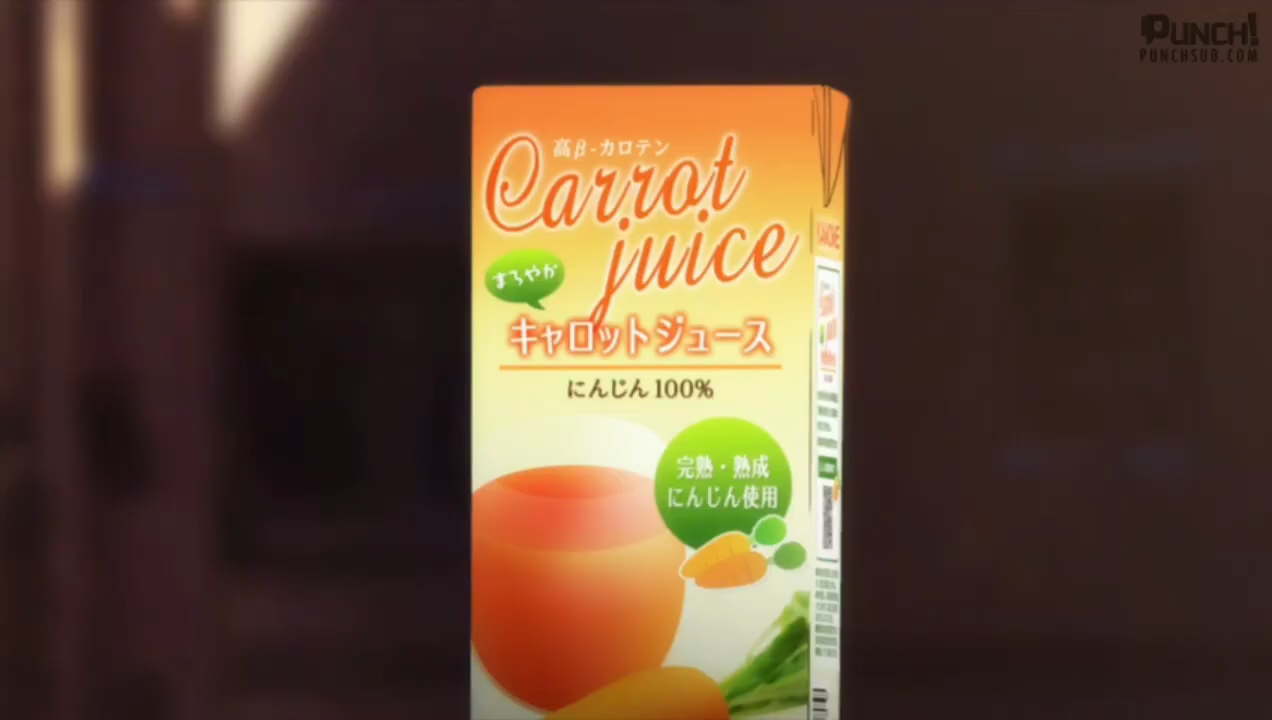 PUNCH!
PUNCHSUB.COM
高β-カロテン
Carrot
juice
まろやか
キャロットジュース
にんじん100%
完熟・熟成
にんじん使用